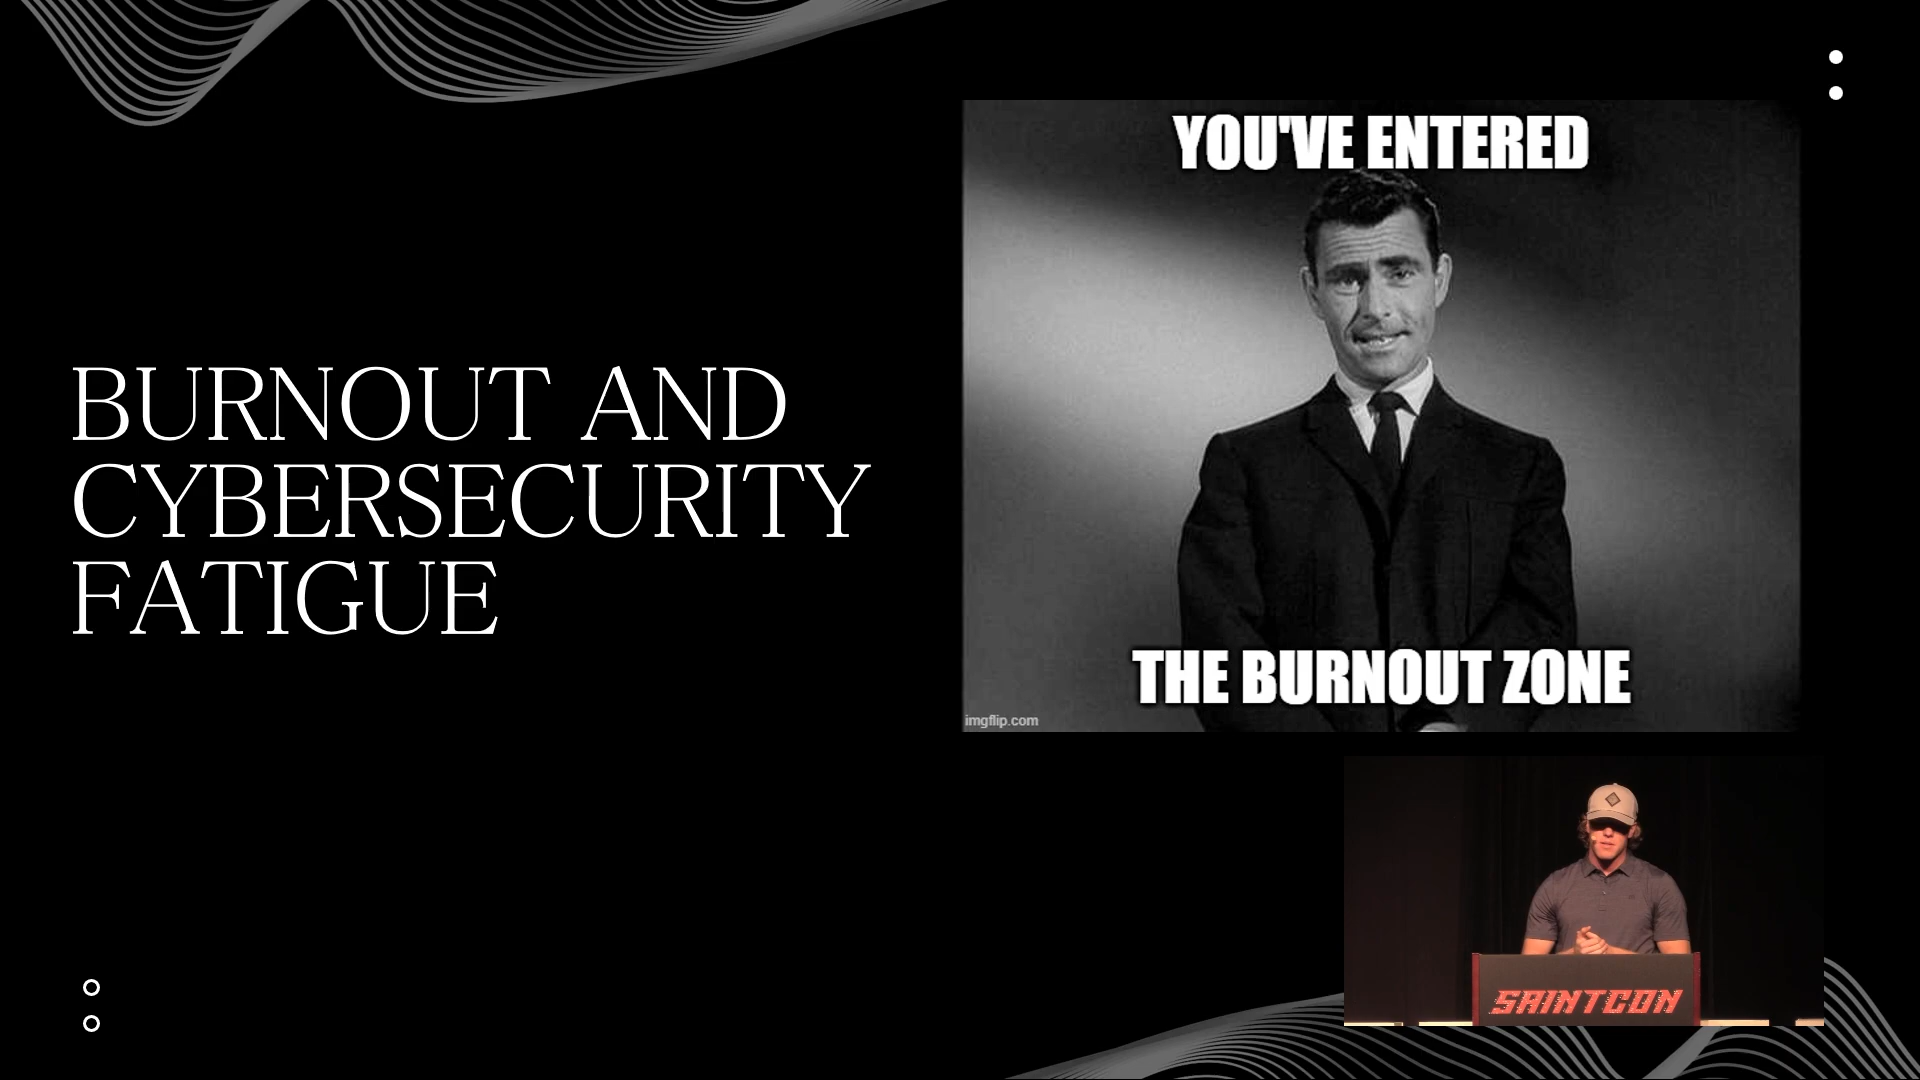 BURNOUT AND
CYBERSECURITY
FATIGUE
YOU'VE ENTERED
THE BURNOUT ZONE
imgflip.com
SAINTCON